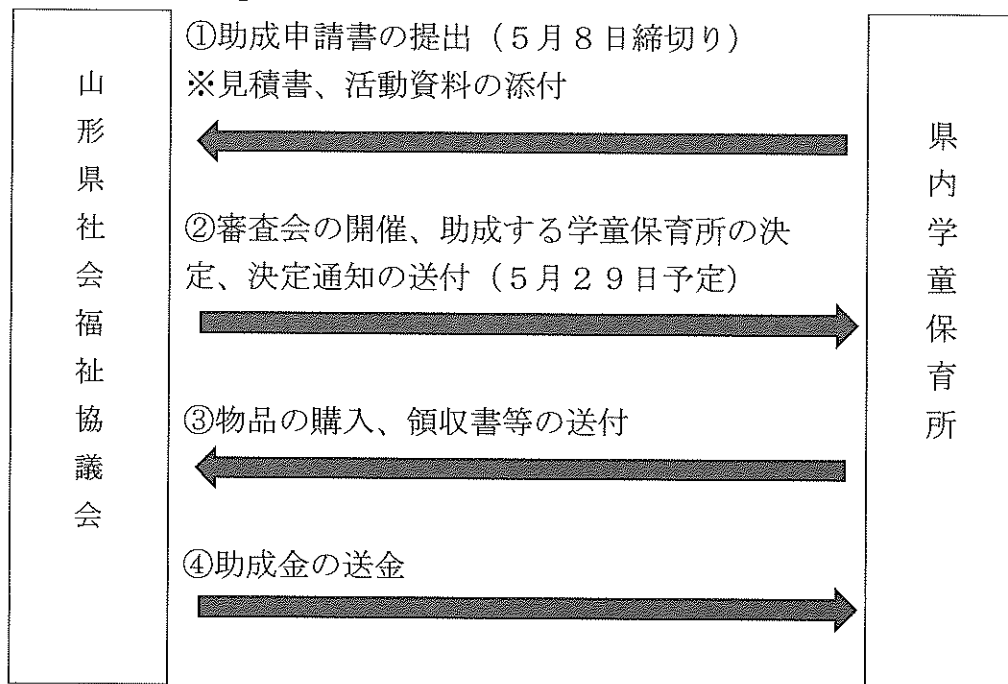 山形県社会福祉協議会
①助成申請書の提出（５月８日締切り）
※見積書、活動資料の添付
②審査会の開催、助成する学童保育所の決
定、決定通知の送付（５月２９日予定）
③物品の購入、領収書等の送付
④助成金の送金
県内学童保育所